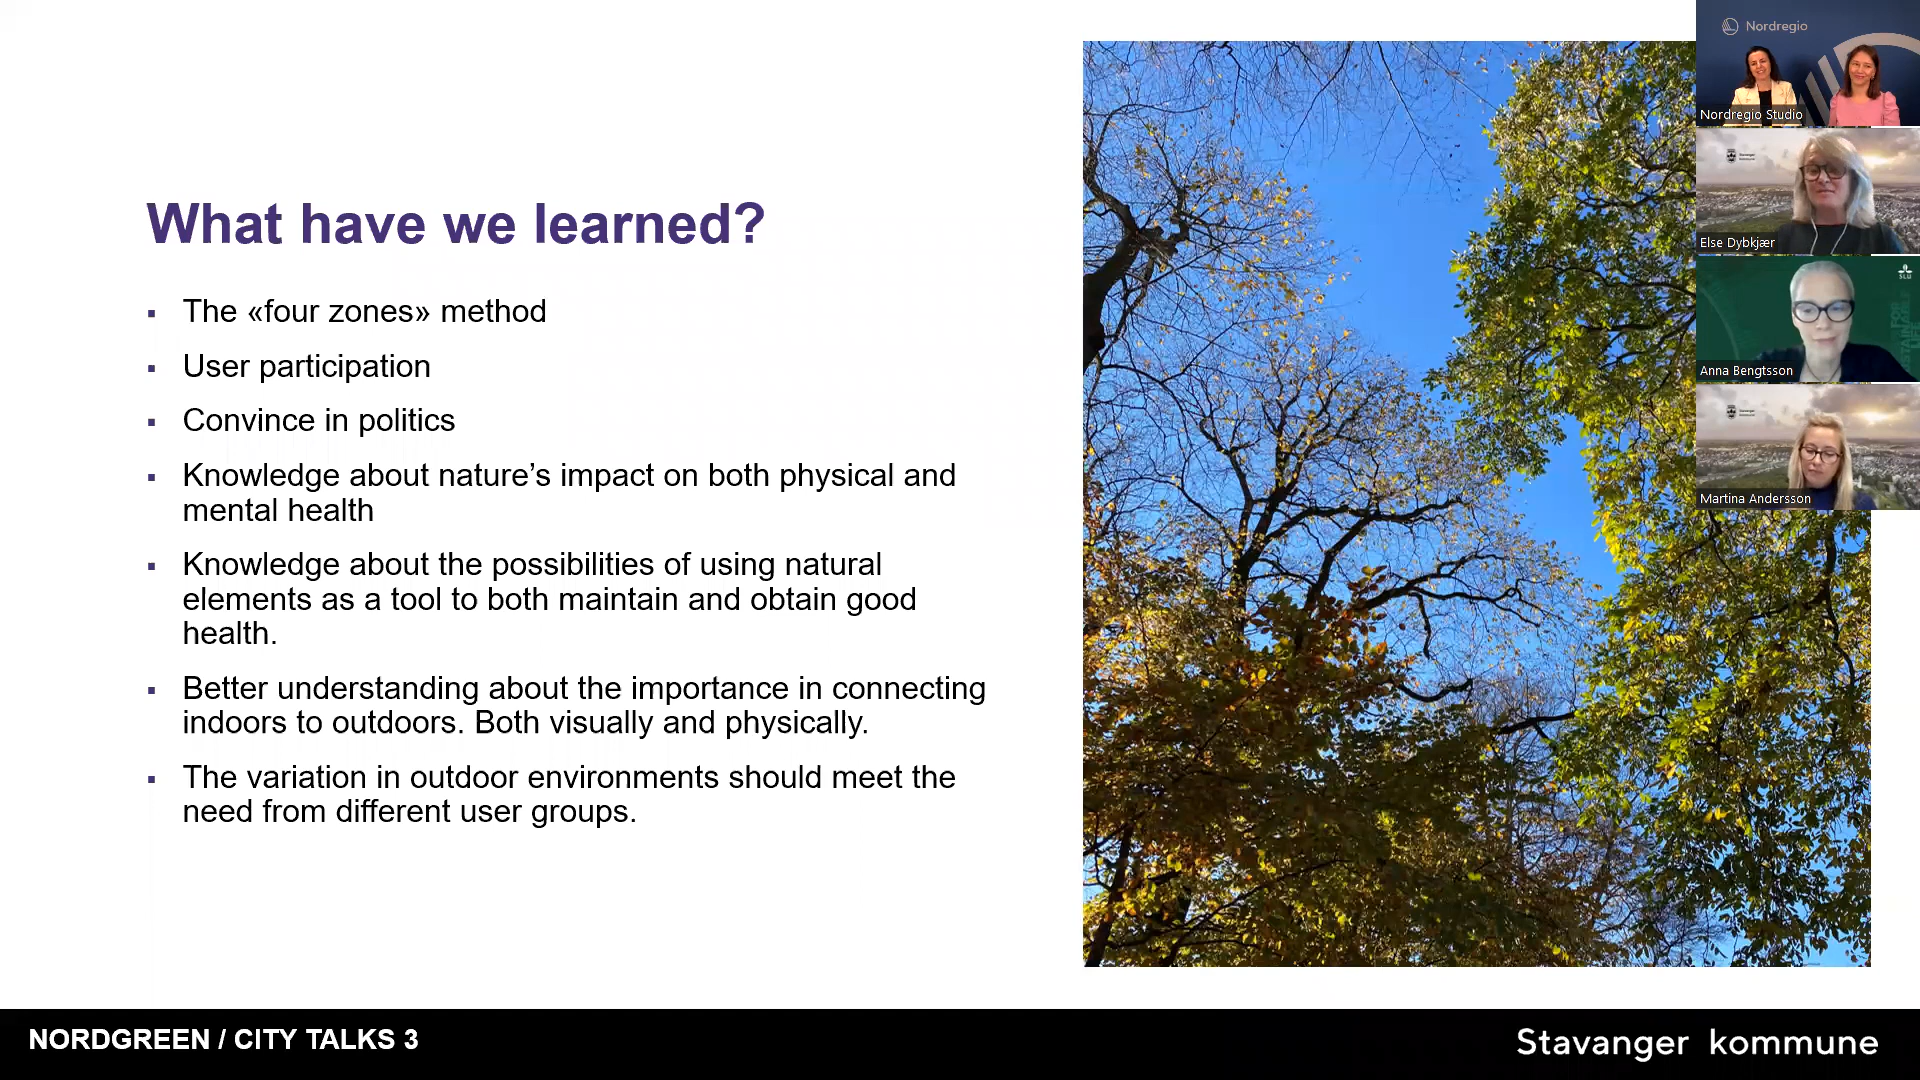 What have we learned?
▪ The «four zones» method
▪ User participation
▪ Convince in politics
▪ Knowledge about nature’s impact on both physical and
mental health
▪ Knowledge about the possibilities of using natural
elements as a tool to both maintain and obtain good
health.
▪ Better understanding about the importance in connecting
indoors to outdoors. Both visually and physically.
▪ The variation in outdoor environments should meet the
need from different user groups.
NORDGREEN / CITY TALKS 3
Stavanger kommune
Nordregio
Nordregio Studio
Else Dybkjær
SLU
Anna Bengtsson
Martina Andersson